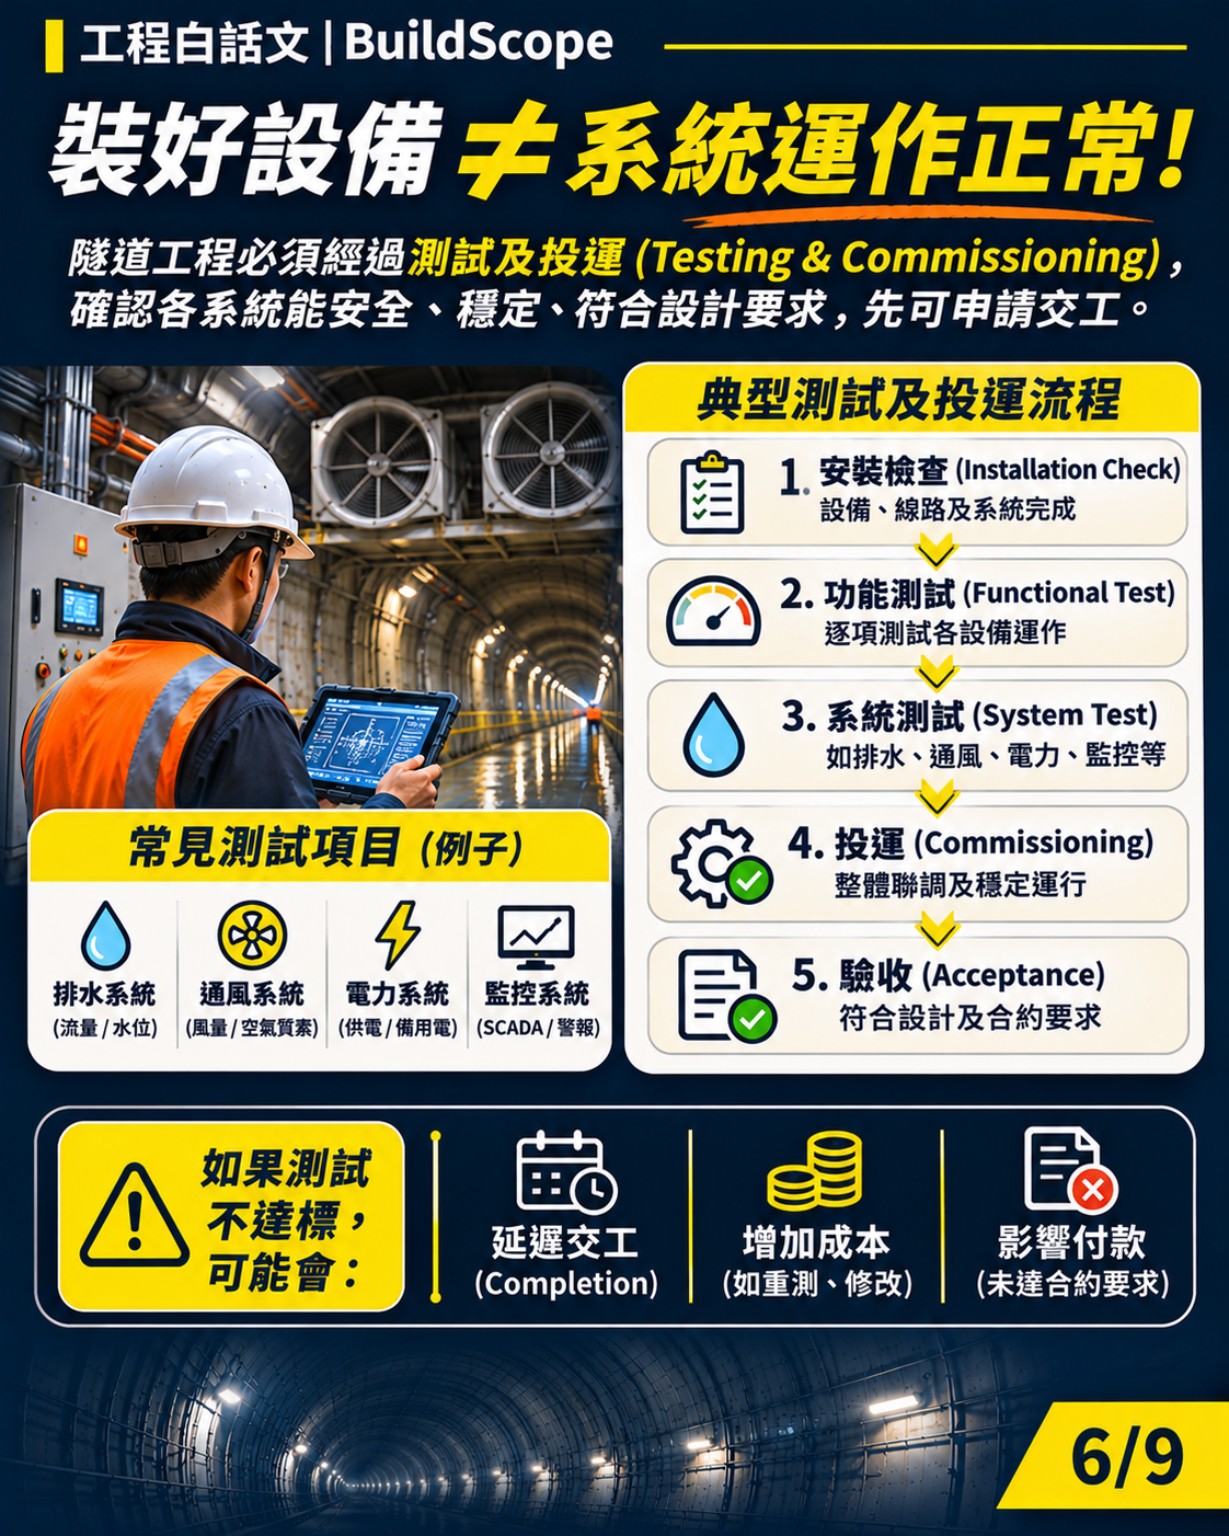 工程白話文 | BuildScope
裝好設備≠系統運作正常!
隧道工程必須經過測試及投運 (Testing & Commissioning),
確認各系統能安全、穩定、符合設計要求,先可申請交工。
典型測試及投運流程
1. 安裝檢查 (Installation Check)
設備、線路及系統完成
2. 功能測試 (Functional Test)
逐項測試各設備運作
3. 系統測試 (System Test)
如排水、通風、電力、監控等
4. 投運 (Commissioning)
整體聯調及穩定運行
5. 驗收 (Acceptance)
符合設計及合約要求
常見測試項目 (例子)
排水系統
(流量 / 水位)
通風系統
(風量 / 空氣質素)
電力系統
(供電 / 備用電)
監控系統
(SCADA / 警報)
如果測試
不達標,
可能會:
延遲交工
(Completion)
增加成本
(如重測、修改)
影響付款
(未達合約要求)
6/9